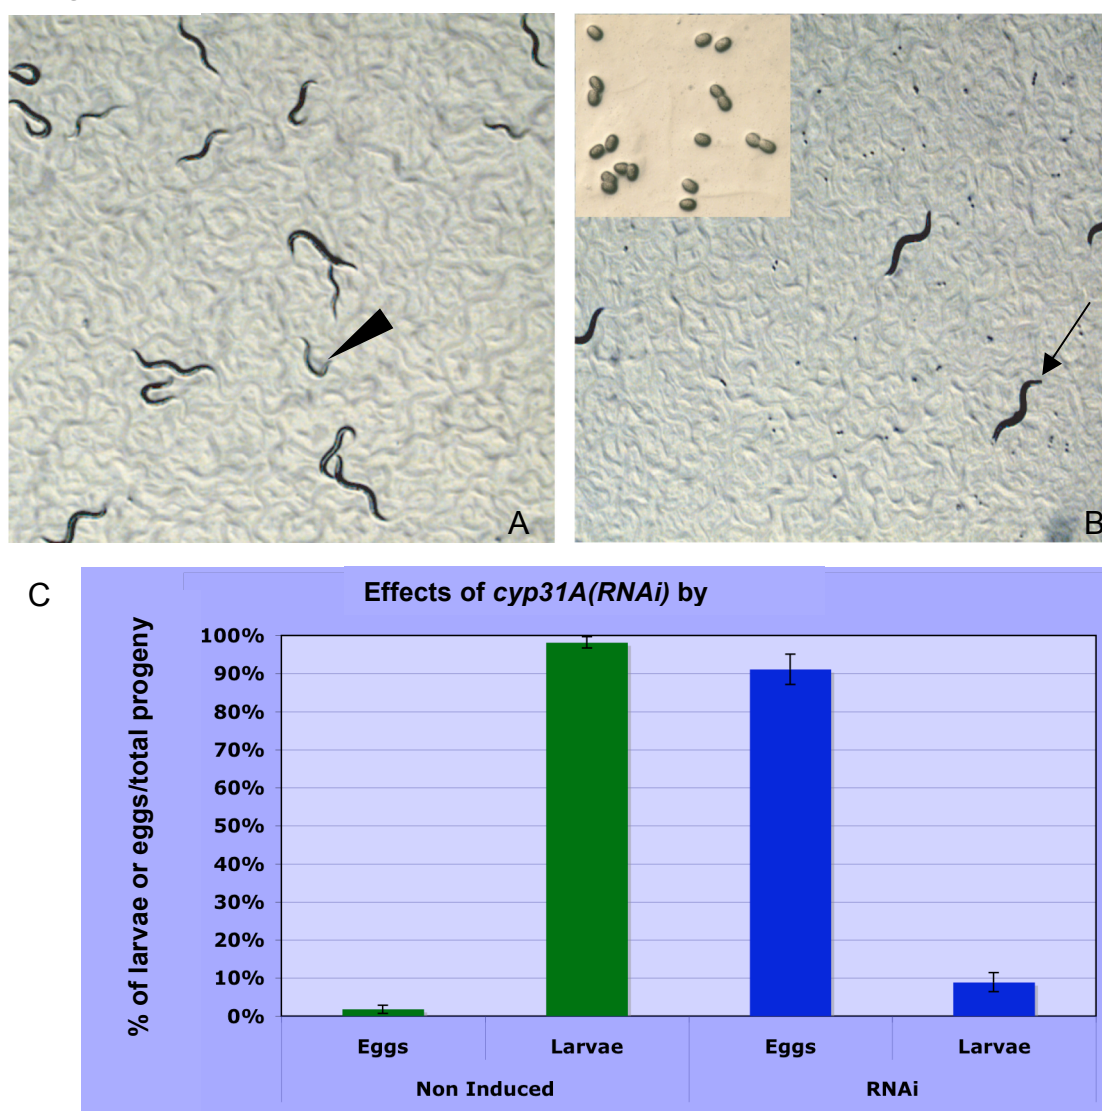 A
B
C
Effects of cyp31A(RNAi) by
% of larvae or eggs/total progeny
100%
90%
80%
70%
60%
50%
40%
30%
20%
10%
0%
Eggs
Larvae
Eggs
Larvae
Non Induced
RNAi